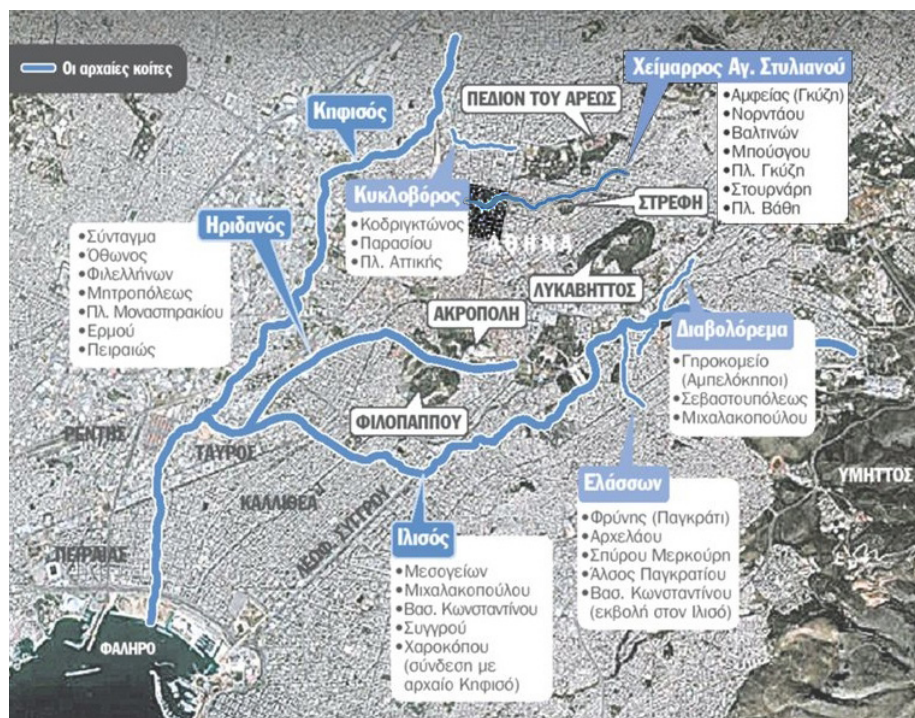 Οι αρχαίες κοίτες
Χείμαρρος Αγ. Στυλιανού
• Αμφείας (Γκύζη)
• Νορντάου
• Βαλτινών
• Μπούσγου
• Πλ. Γκύζη
• Στουρνάρη
• Πλ. Βάθη
ΠΕΔΙΟΝ ΤΟΥ ΑΡΕΩΣ
Κηφισός
Κυκλοβόρος
• Κοδριγκτώνος
• Παρασίου
• Πλ. Αττικής
ΣΤΡΕΦΗ
ΑΘΗΝΑ
Ηριδανός
• Σύνταγμα
• Όθωνος
• Φιλελλήνων
• Μητροπόλεως
• Πλ. Μοναστηρακίου
• Ερμού
• Πειραιώς
ΛΥΚΑΒΗΤΤΟΣ
ΑΚΡΟΠΟΛΗ
Διαβολόρεμα
• Γηροκομείο
(Αμπελόκηποι)
• Σεβαστουπόλεως
• Μιχαλακοπούλου
ΦΙΛΟΠΑΠΠΟΥ
ΡΕΝΤΗΣ
ΤΑΥΡΟΣ
ΚΑΛΛΙΘΕΑ
ΛΕΩΦ. ΣΥΓΓΡΟΥ
ΥΜΗΤΤΟΣ
Ελάσσων
• Φρύνης (Παγκράτι)
• Αρχελάου
• Σπύρου Μερκούρη
• Άλσος Παγκρατίου
• Βασ. Κωνσταντίνου
(εκβολή στον Ιλισό)
Ιλισός
• Μεσογείων
• Μιχαλακοπούλου
• Βασ. Κωνσταντίνου
• Συγγρού
• Χαροκόπου
(σύνδεση με
αρχαίο Κηφισό)
ΠΕΙΡΑΙΑΣ
ΦΑΛΗΡΟ